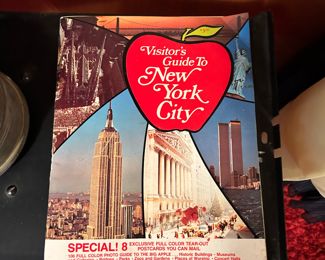 Visitor's
Guide To
New
York
City
SPECIAL! 8 EXCLUSIVE FULL COLOR TEAR-OUT
POSTCARDS YOU CAN MAIL
100 FULL COLOR PHOTO GUIDE TO THE BIG APPLE . . . Historic Buildings • Museums
Parks • Zoos and Gardens • Places of Worship • Concert Halls